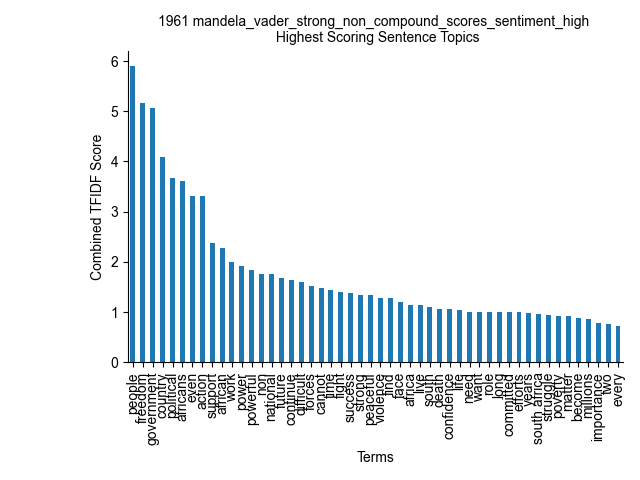 1961 mandela_vader_strong_non_compound_scores_sentiment_high
Highest Scoring Sentence Topics
Combined TFIDF Score
6
5
4
3
2
1
0
people
freedom
government
country
political
africans
even
action
support
african
work
power
powerful
non
national
future
continue
difficult
forces
cannot
time
fight
success
strong
peaceful
violence
find
face
africa
live
south
death
confidence
life
need
want
role
long
committed
efforts
years
south africa
struggle
poverty
matter
become
millions
importance
two
every
Terms